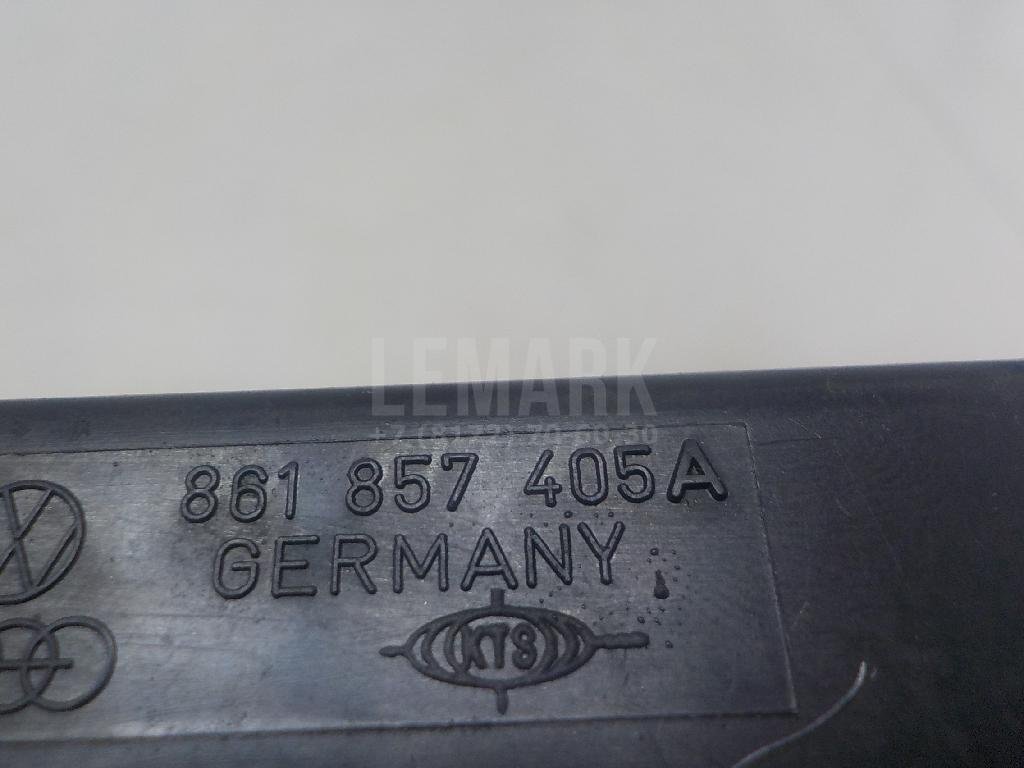 LEMARK
861 857 405A
GERMANY
KTS